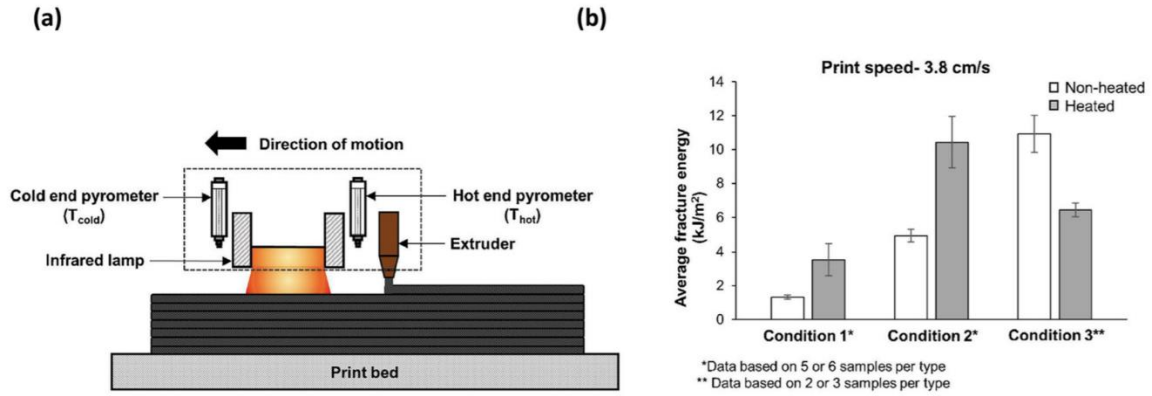 (a)
Direction of motion
Cold end pyrometer
(Tcold)
Hot end pyrometer
(Thot)
Extruder
Infrared lamp
Print bed
(b)
Print speed- 3.8 cm/s
Non-heated
Heated
Average fracture energy
(kJ/m²)
14
12
10
8
6
4
2
0
Condition 1*
Condition 2*
Condition 3**
*Data based on 5 or 6 samples per type
** Data based on 2 or 3 samples per type